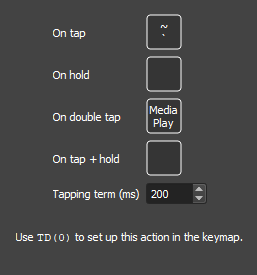 On tap
~
`
On hold
On double tap
Media
Play
On tap + hold
Tapping term (ms) 200
Use TD(0) to set up this action in the keymap.